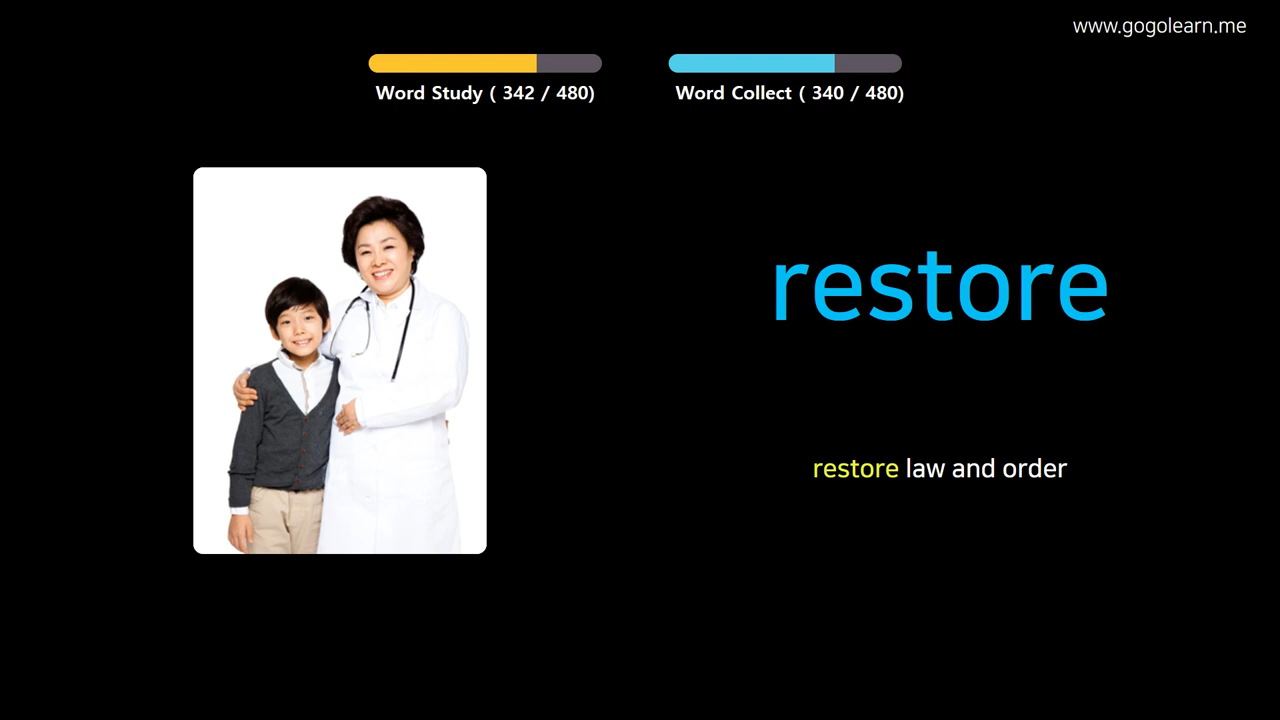 www.gogolearn.me
Word Study ( 342 / 480)
Word Collect ( 340 / 480)
restore
restore law and order